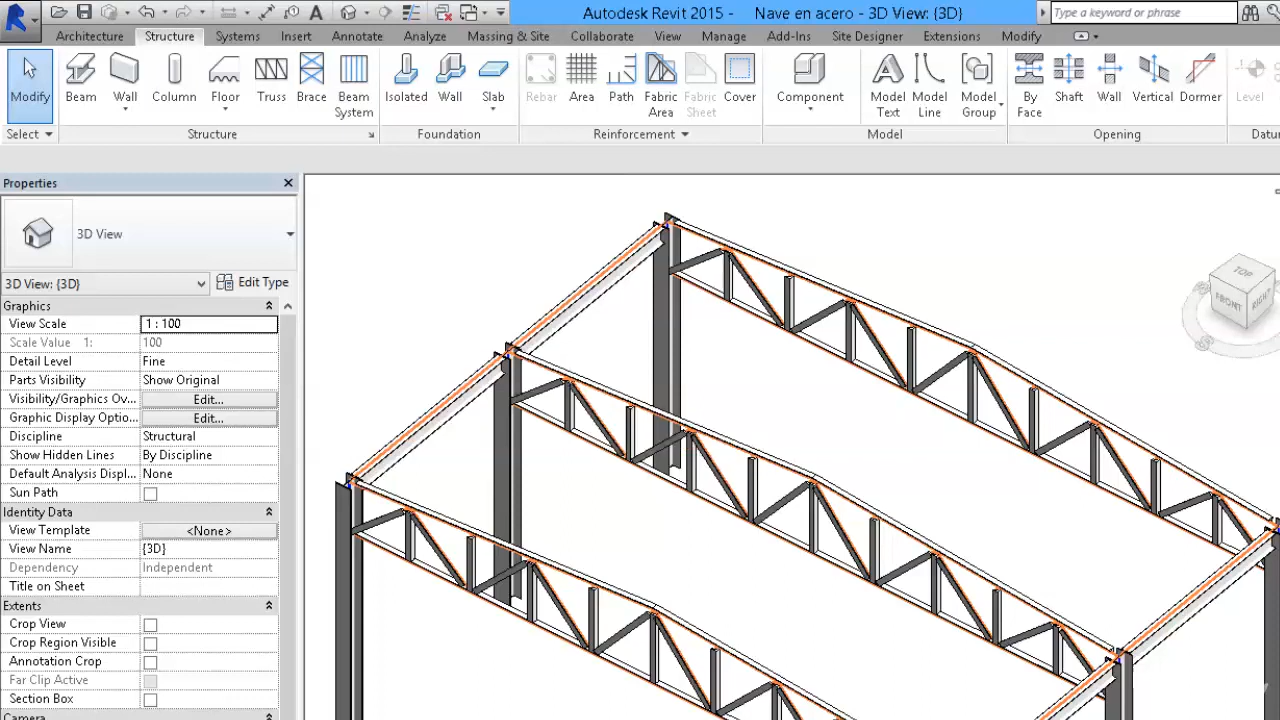 Autodesk Revit 2015 - Nave en acero - 3D View: {3D}
Type a keyword or phrase
Architecture Structure Systems Insert Annotate Analyze Massing & Site Collaborate View Manage Add-Ins Site Designer Extensions Modify
Modify Beam Wall Column Floor Truss Brace Beam System Isolated Wall Slab Rebar Area Path Fabric Area Fabric Sheet Cover Component Model Text Model Line Model Group By Face Shaft Wall Vertical Dormer Level
Select Structure Foundation Reinforcement Model Opening Datu
Properties
3D View
3D View: {3D} Edit Type
Graphics
View Scale 1 : 100
Scale Value 1: 100
Detail Level Fine
Parts Visibility Show Original
Visibility/Graphics Ov... Edit...
Graphic Display Optio... Edit...
Discipline Structural
Show Hidden Lines By Discipline
Default Analysis Displ... None
Sun Path
Identity Data
View Template <None>
View Name {3D}
Dependency Independent
Title on Sheet
Extents
Crop View
Crop Region Visible
Annotation Crop
Far Clip Active
Section Box
Camera
TOP
FRONT RIGHT